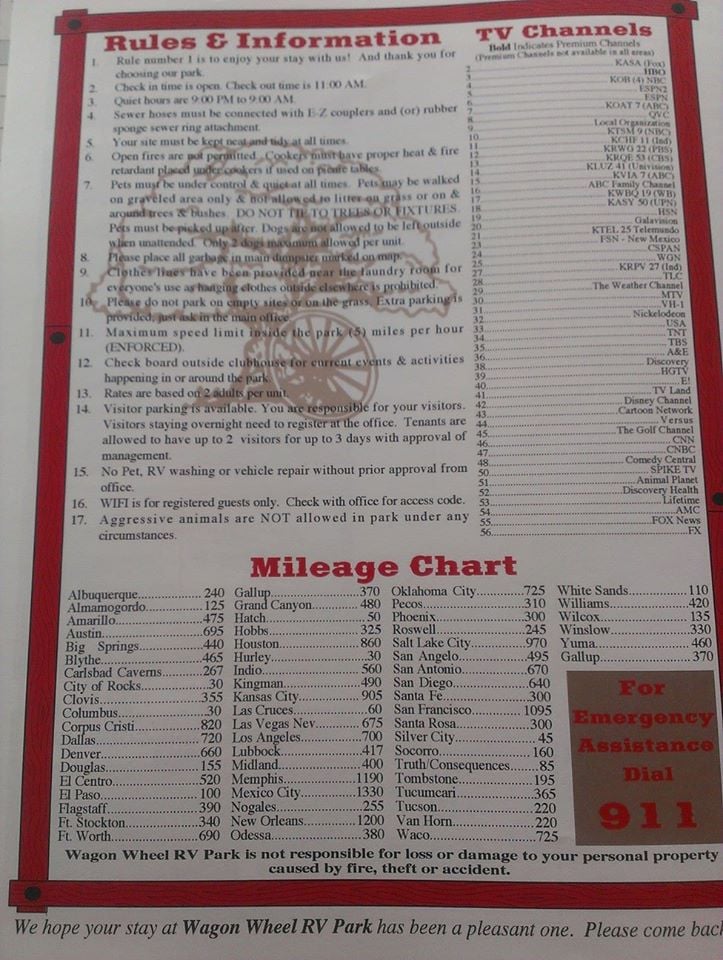 Rules & Information
1. Rule number 1 is to enjoy your stay with us! And thank you for
choosing our park.
2. Check in time is open. Check out time is 11:00 AM.
3. Quiet hours are 9:00 PM to 9:00 AM.
4. Sewer hoses must be connected with E-Z couplers and (or) rubber
sponge sewer ring attachment.
5. Your site must be kept neat and tidy at all times.
6. Open fires are not permitted. Cookers must have proper heat & fire
retardant placed under cookers if used on picnic tables.
7. Pets must be under control & quiet at all times. Pets may be walked
on graveled area only & not allowed to litter on grass or on &
around trees & bushes. DO NOT TIE TO TREES OR FIXTURES.
Pets must be picked up after. Dogs are not allowed to be left outside
when unattended. Only 2 dogs maximum allowed per unit.
8. Please place all garbage in main dumpster marked on map.
9. Clothes lines have been provided near the laundry room for
everyone's use as hanging clothes outside elsewhere is prohibited.
10. Please do not park on empty sites or on the grass. Extra parking is
provided, just ask in the main office.
11. Maximum speed limit inside the park (5) miles per hour
(ENFORCED).
12. Check board outside clubhouse for current events & activities
happening in or around the park.
13. Rates are based on 2 adults per unit.
14. Visitor parking is available. You are responsible for your visitors.
Visitors staying overnight need to register at the office. Tenants are
allowed to have up to 2 visitors for up to 3 days with approval of
management.
15. No Pet, RV washing or vehicle repair without prior approval from
office.
16. WIFI is for registered guests only. Check with office for access code.
17. Aggressive animals are NOT allowed in park under any
circumstances.
TV Channels
Bold Indicates Premium Channels
(Premium Channels not available in all areas)
2 KASA (Fox)
3 HBO
4 KOB (4) NBC
5 ESPN2
6 ESPN
7 KOAT 7 (ABC)
8 QVC
9 Local Organization
10 KTSM 9 (NBC)
11 KCHF 11 (Ind)
12 KRWG 22 (PBS)
13 KRQE 53 (CBS)
14 KLUZ 41 (Univision)
15 KVIA 7 (ABC)
16 ABC Family Channel
17 KWBQ 19 (WB)
18 KASY 50 (UPN)
19 HSN
20 Galavision
21 KTEL 25 Telemundo
23 FSN - New Mexico
24 CSPAN
25 WGN
27 KRPV 27 (Ind)
28 TLC
29 The Weather Channel
30 MTV
31 VH-1
32 Nickelodeon
33 USA
34 TNT
35 TBS
36 A&E
38 Discovery
39 HGTV
40 E!
41 TV Land
42 Disney Channel
43 Cartoon Network
44 Versus
45 The Golf Channel
46 CNN
47 CNBC
48 Comedy Central
50 SPIKE TV
51 Animal Planet
52 Discovery Health
53 Lifetime
54 AMC
55 FOX News
56 FX
Mileage Chart
Albuquerque 240
Almamogordo 125
Amarillo 475
Austin 695
Big Springs 440
Blythe 465
Carlsbad Caverns 267
City of Rocks 30
Clovis 355
Columbus 30
Corpus Cristi 820
Dallas 720
Denver 660
Douglas 155
El Centro 520
El Paso 100
Flagstaff 390
Ft. Stockton 340
Ft. Worth 690
Gallup 370
Grand Canyon 480
Hatch 50
Hobbs 325
Houston 860
Hurley 30
Indio 560
Kingman 490
Kansas City 905
Las Cruces 60
Las Vegas Nev 675
Los Angeles 700
Lubbock 417
Midland 400
Memphis 1190
Mexico City 1330
Nogales 255
New Orleans 1200
Odessa 380
Oklahoma City 725
Pecos 310
Phoenix 300
Roswell 245
Salt Lake City 970
San Angelo 495
San Antonio 670
San Diego 640
Santa Fe 300
San Francisco 1095
Santa Rosa 300
Silver City 45
Socorro 160
Truth/Consequences 85
Tombstone 195
Tucumcari 365
Tucson 220
Van Horn 220
Waco 725
White Sands 110
Williams 420
Wilcox 135
Winslow 330
Yuma 460
Gallup 370
For
Emergency
Assistance
Dial
911
Wagon Wheel RV Park is not responsible for loss or damage to your personal property
caused by fire, theft or accident.
We hope your stay at Wagon Wheel RV Park has been a pleasant one. Please come back